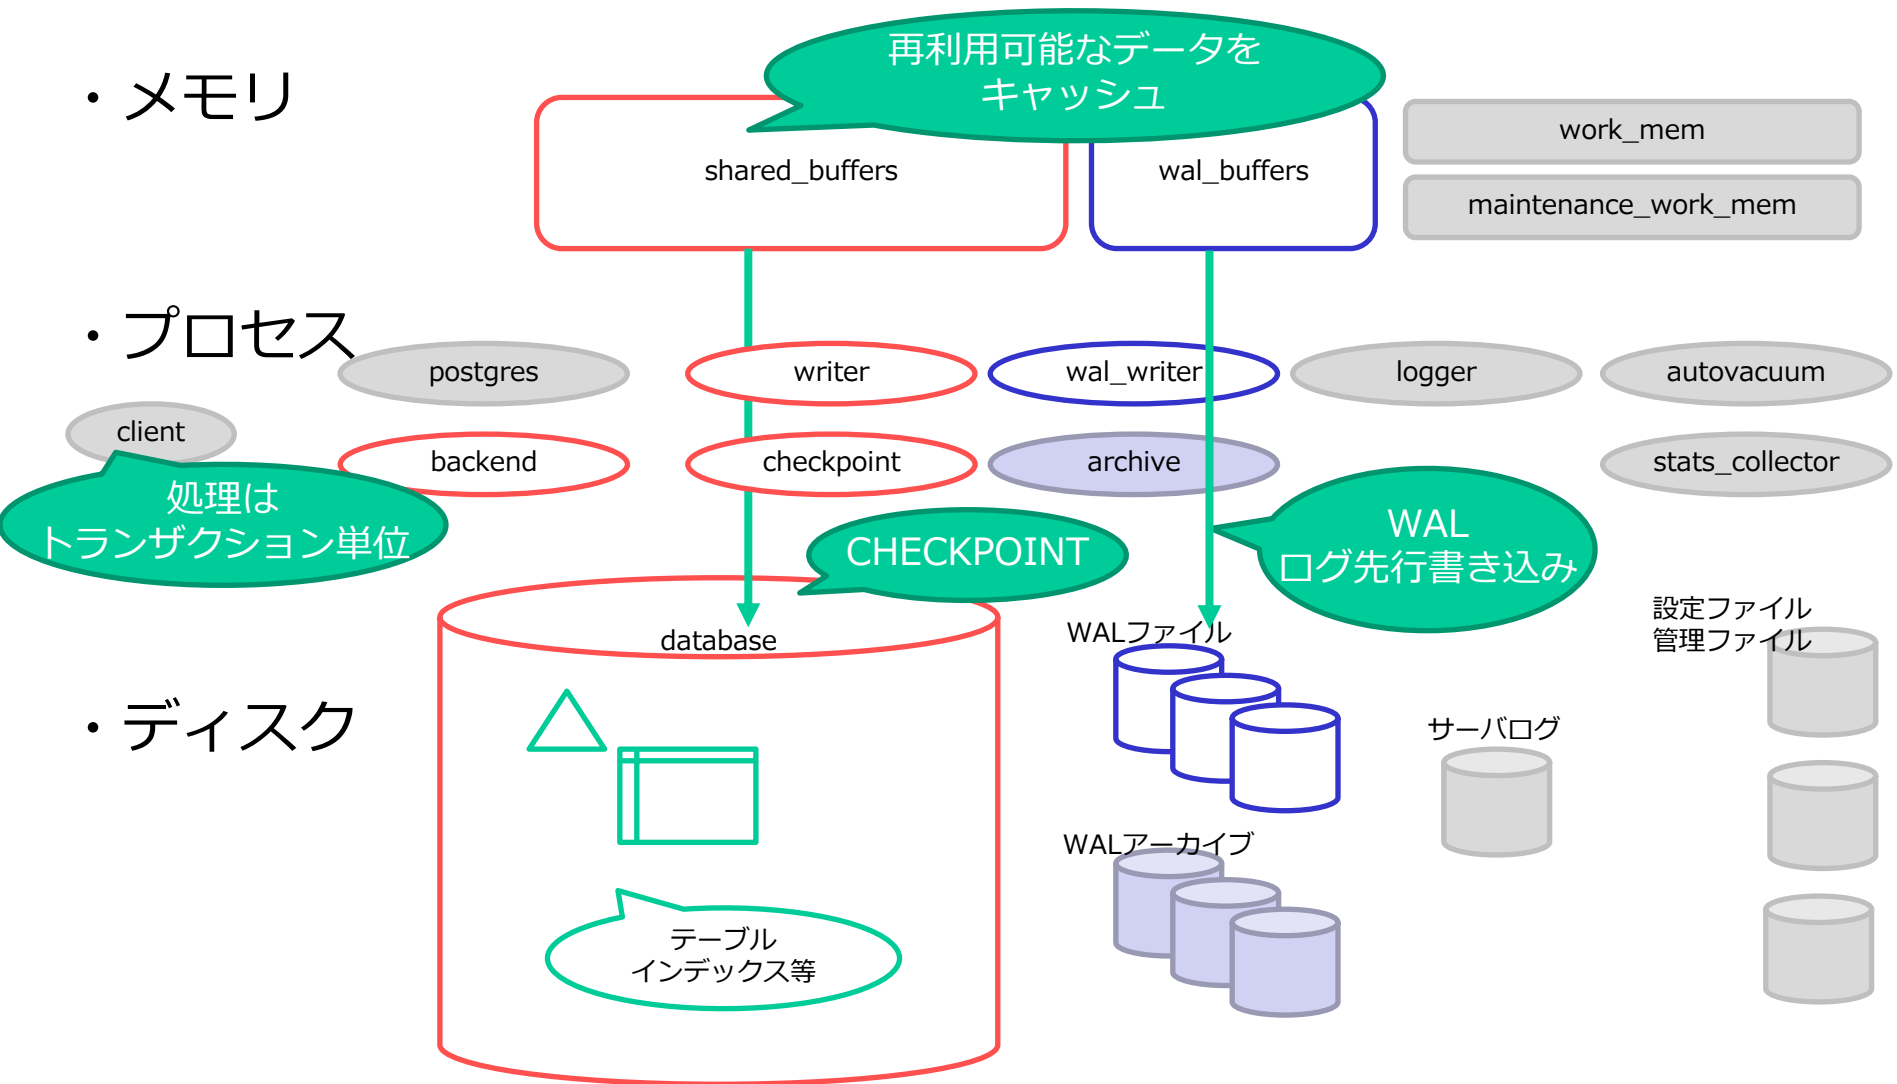 再利用可能なデータを
キャッシュ
・メモリ
work_mem
shared_buffers
wal_buffers
maintenance_work_mem
・プロセス
postgres
writer
wal_writer
logger
autovacuum
client
backend
checkpoint
archive
stats_collector
処理は
トランザクション単位
CHECKPOINT
WAL
ログ先行書き込み
database
WALファイル
設定ファイル
管理ファイル
・ディスク
サーバログ
WALアーカイブ
テーブル
インデックス等